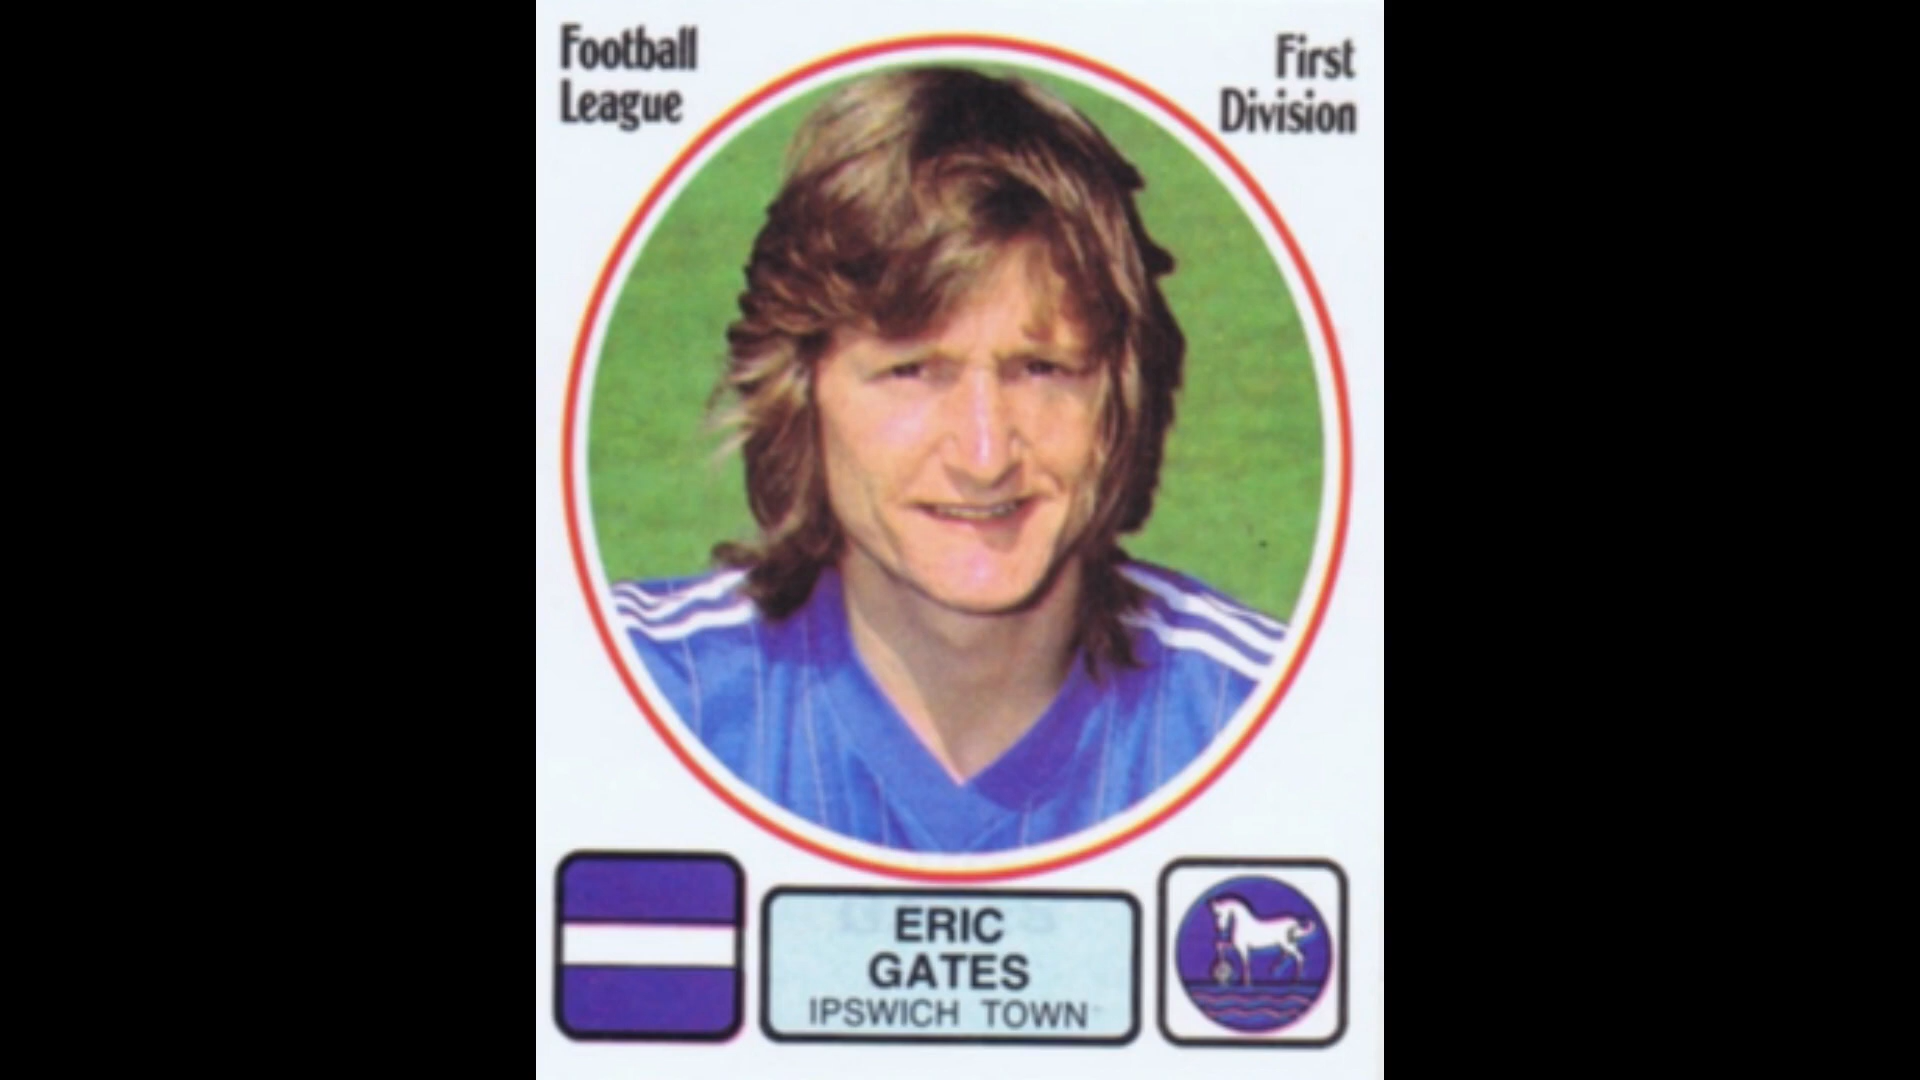 Football
League
First
Division
ERIC
GATES
IPSWICH TOWN